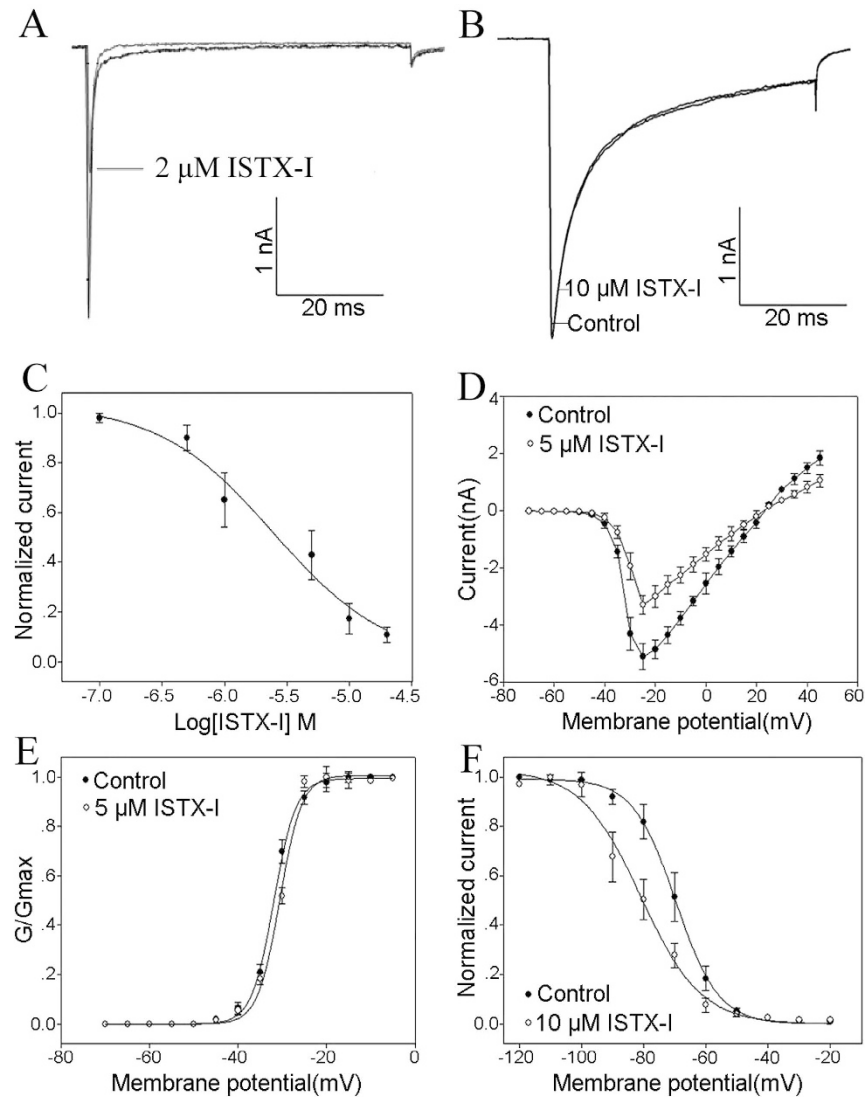 A
2 µM ISTX-I
1 nA
20 ms
B
10 µM ISTX-I
Control
1 nA
20 ms
C
Normalized current
1.0
.8
.6
.4
.2
0.0
-7.0 -6.5 -6.0 -5.5 -5.0 -4.5
Log[ISTX-I] M
D
Control
5 µM ISTX-I
Current(nA)
4
2
0
-2
-4
-6
-80 -60 -40 -20 0 20 40 60
Membrane potential(mV)
E
Control
5 µM ISTX-I
G/Gmax
1.0
.8
.6
.4
.2
0.0
-80 -60 -40 -20 0
Membrane potential(mV)
F
Normalized current
1.0
.8
.6
.4
.2
0.0
Control
10 µM ISTX-I
-120 -100 -80 -60 -40 -20
Membrane potential(mV)